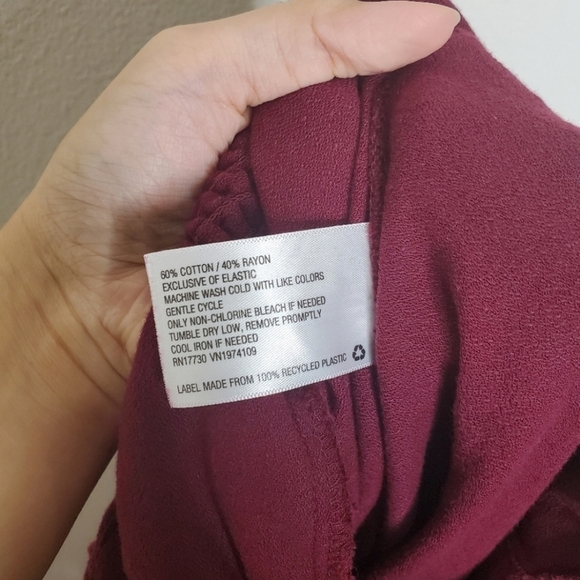 60% COTTON / 40% RAYON
EXCLUSIVE OF ELASTIC
MACHINE WASH COLD WITH LIKE COLORS
GENTLE CYCLE
ONLY NON-CHLORINE BLEACH IF NEEDED
TUMBLE DRY LOW, REMOVE PROMPTLY
COOL IRON IF NEEDED
RN17730 VN1974109
LABEL MADE FROM 100% RECYCLED PLASTIC